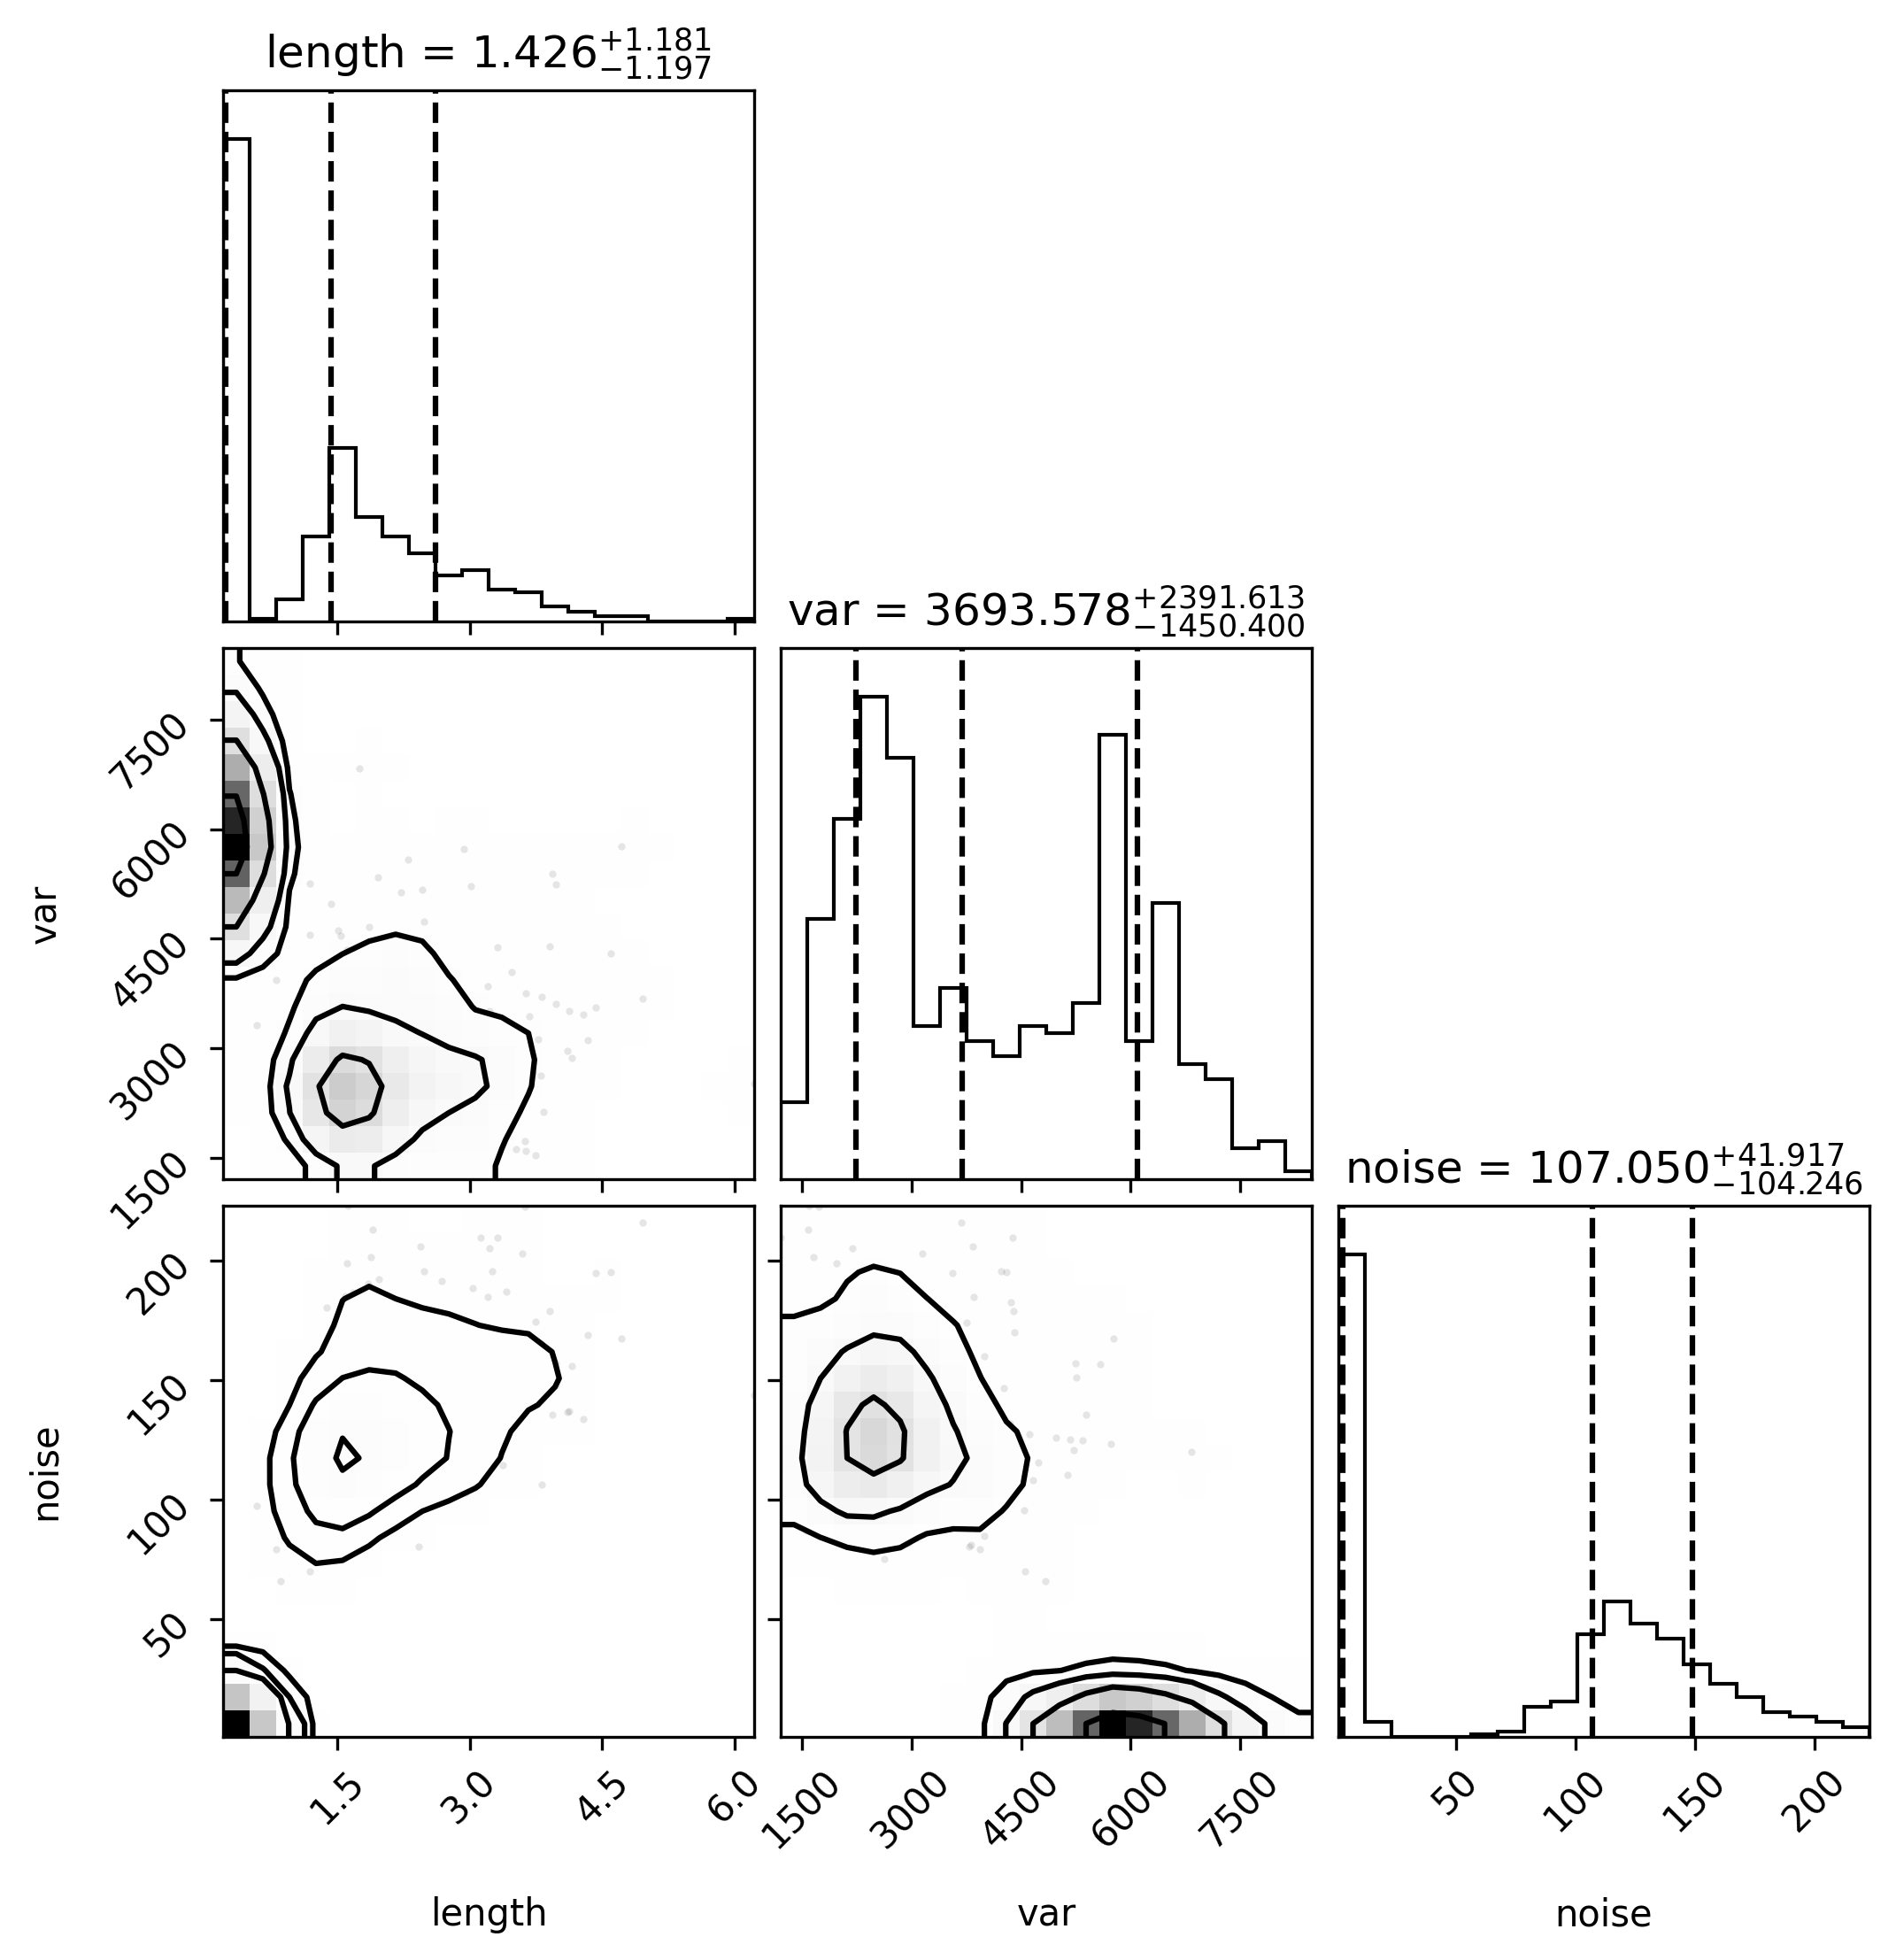 length = 1.426 +1.181 −1.197
var = 3693.578 +2391.613 −1450.400
7500
6000
4500
3000
1500
var
noise = 107.050 +41.917 −104.246
200
150
100
50
noise
1.5 3.0 4.5 6.0 1500 3000 4500 6000 7500 50 100 150 200
length var noise